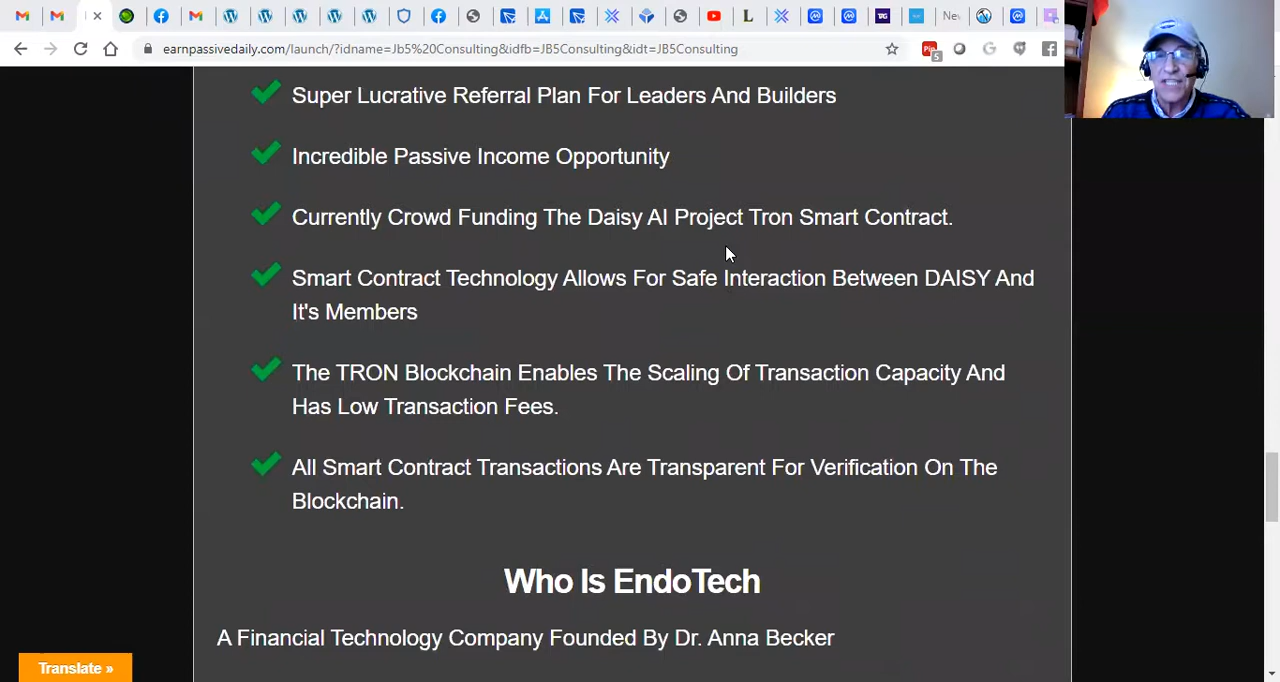 Nev
earnpassivedaily.com/launch/?idname=Jb5%20Consulting&idfb=JB5Consulting&idt=JB5Consulting
5
Super Lucrative Referral Plan For Leaders And Builders
Incredible Passive Income Opportunity
Currently Crowd Funding The Daisy AI Project Tron Smart Contract.
Smart Contract Technology Allows For Safe Interaction Between DAISY And
It's Members
The TRON Blockchain Enables The Scaling Of Transaction Capacity And
Has Low Transaction Fees.
All Smart Contract Transactions Are Transparent For Verification On The
Blockchain.
Who Is EndoTech
A Financial Technology Company Founded By Dr. Anna Becker
Translate »